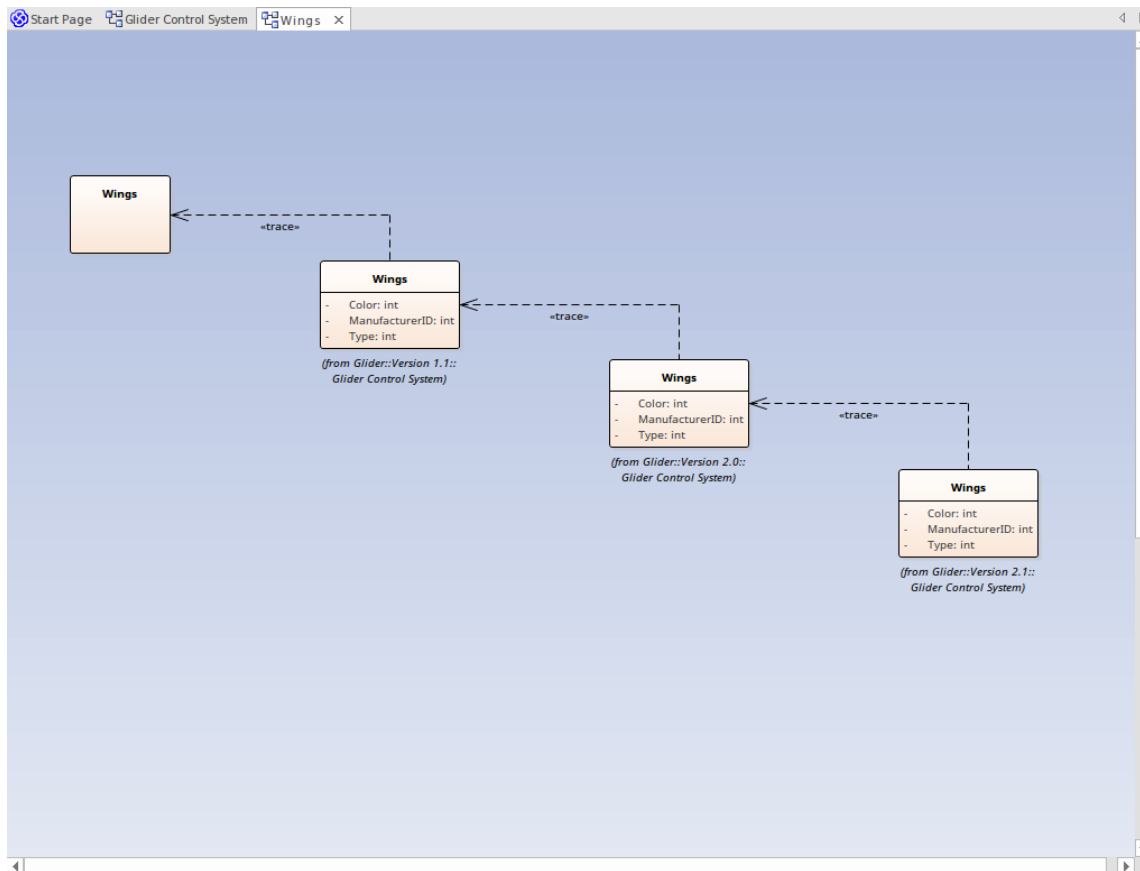 Start Page
Glider Control System
Wings
Wings
«trace»
Wings
- Color: int
- ManufacturerID: int
- Type: int
(from Glider::Version 1.1::
Glider Control System)
«trace»
Wings
- Color: int
- ManufacturerID: int
- Type: int
(from Glider::Version 2.0::
Glider Control System)
«trace»
Wings
- Color: int
- ManufacturerID: int
- Type: int
(from Glider::Version 2.1::
Glider Control System)